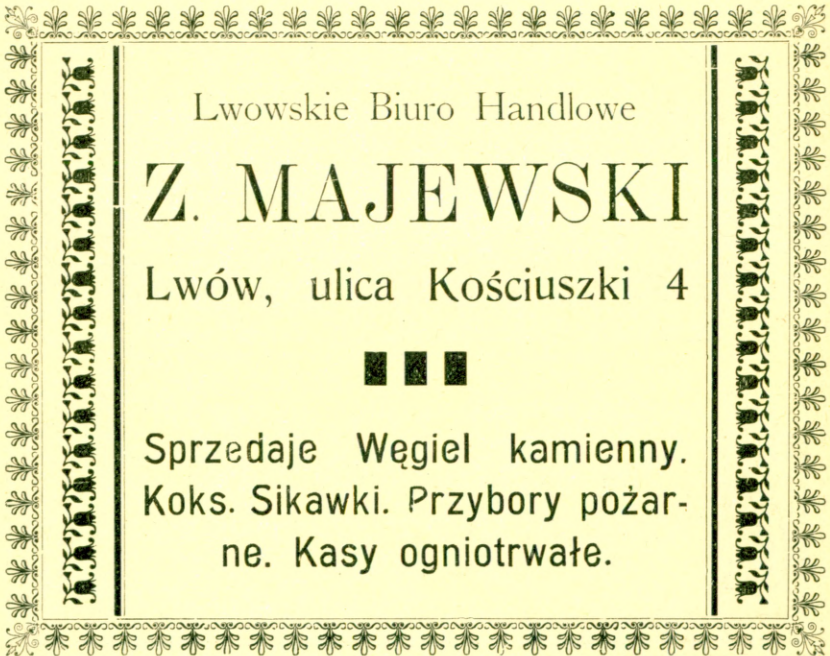 Lwowskie Biuro Handlowe
Z. MAJEWSKI
Lwów, ulica Kościuszki 4
Sprzedaje Węgiel kamienny.
Koks. Sikawki. Przybory pożar-
ne. Kasy ogniotrwałe.